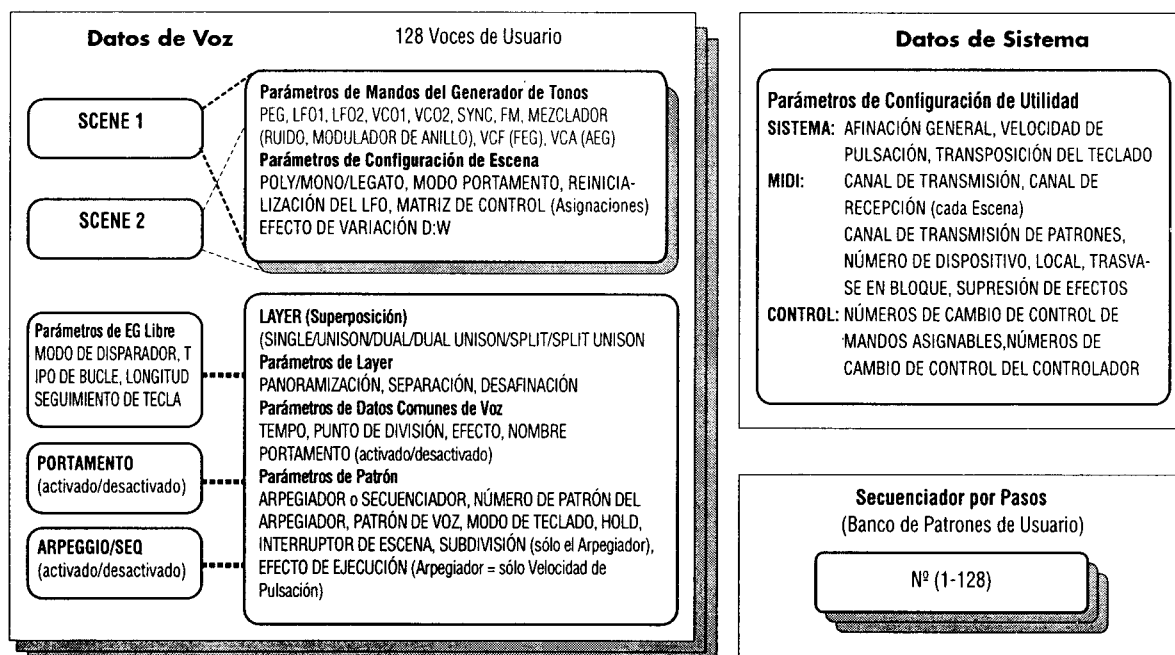 Datos de Voz
128 Voces de Usuario
SCENE 1
SCENE 2
Parámetros de Mandos del Generador de Tonos
PEG, LFO1, LFO2, VCO1, VCO2, SYNC, FM, MEZCLADOR
(RUIDO, MODULADOR DE ANILLO), VCF (FEG), VCA (AEG)
Parámetros de Configuración de Escena
POLY/MONO/LEGATO, MODO PORTAMENTO, REINICIA-
LIZACIÓN DEL LFO, MATRIZ DE CONTROL (Asignaciones)
EFECTO DE VARIACIÓN D:W
Parámetros de EG Libre
MODO DE DISPARADOR, T
IPO DE BUCLE, LONGITUD
SEGUIMIENTO DE TECLA
PORTAMENTO
(activado/desactivado)
ARPEGGIO/SEQ
(activado/desactivado)
LAYER (Superposición)
(SINGLE/UNISON/DUAL/DUAL UNISON/SPLIT/SPLIT UNISON
Parámetros de Layer
PANORAMIZACIÓN, SEPARACIÓN, DESAFINACIÓN
Parámetros de Datos Comunes de Voz
TEMPO, PUNTO DE DIVISIÓN, EFECTO, NOMBRE
PORTAMENTO (activado/desactivado)
Parámetros de Patrón
ARPEGIADOR o SECUENCIADOR, NÚMERO DE PATRÓN DEL
ARPEGIADOR, PATRÓN DE VOZ, MODO DE TECLADO, HOLD,
INTERRUPTOR DE ESCENA, SUBDIVISIÓN (sólo el Arpegiador),
EFECTO DE EJECUCIÓN (Arpegiador = sólo Velocidad de
Pulsación)
Datos de Sistema
Parámetros de Configuración de Utilidad
SISTEMA: AFINACIÓN GENERAL, VELOCIDAD DE
PULSACIÓN, TRANSPOSICIÓN DEL TECLADO
MIDI: CANAL DE TRANSMISIÓN, CANAL DE
RECEPCIÓN (cada Escena)
CANAL DE TRANSMISIÓN DE PATRONES,
NÚMERO DE DISPOSITIVO, LOCAL, TRASVA-
SE EN BLOQUE, SUPRESIÓN DE EFECTOS
CONTROL: NÚMEROS DE CAMBIO DE CONTROL DE
MANDOS ASIGNABLES,NÚMEROS DE
CAMBIO DE CONTROL DEL CONTROLADOR
Secuenciador por Pasos
(Banco de Patrones de Usuario)
Nº (1-128)